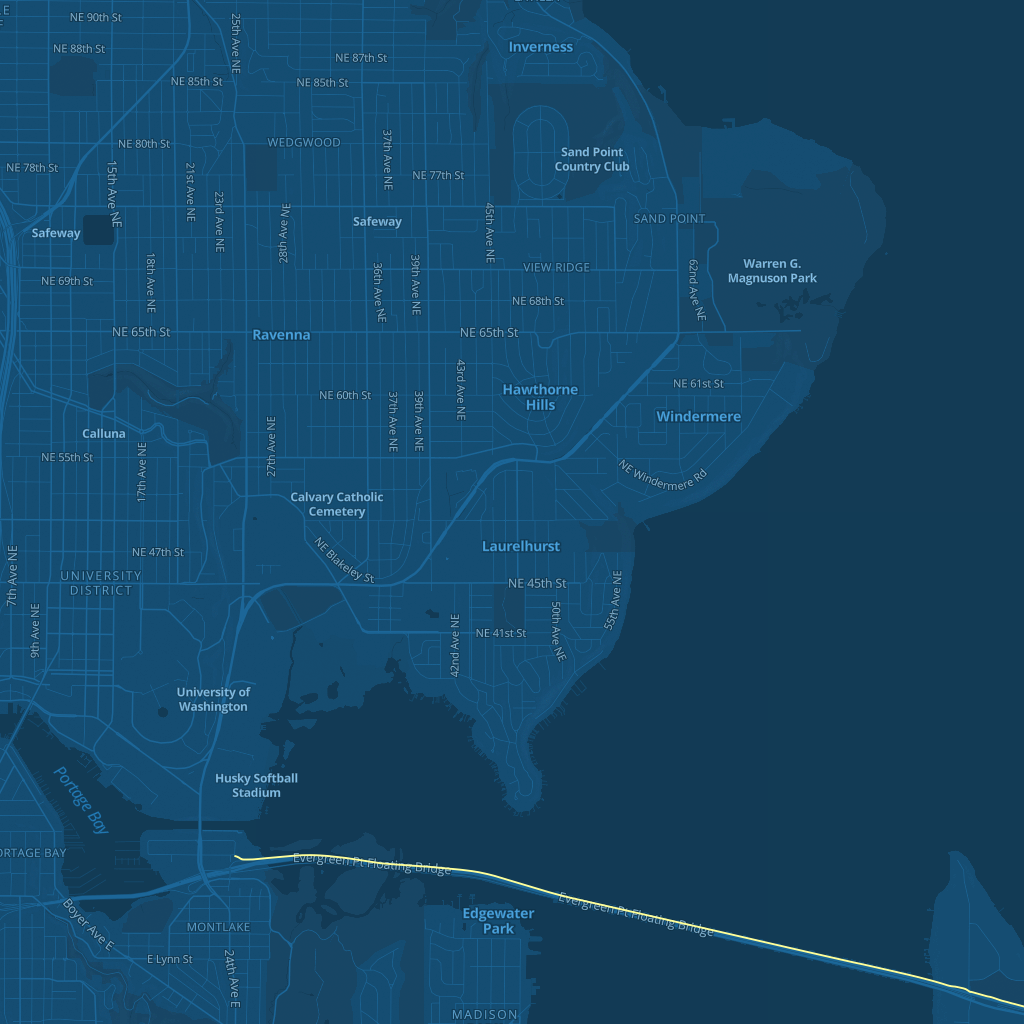 NE 90th St
25th Ave NE
Inverness
NE 88th St
NE 87th St
NE 85th St
NE 85th St
NE 80th St
WEDGWOOD
37th Ave NE
Sand Point
Country Club
NE 78th St
15th Ave NE
21st Ave NE
NE 77th St
23rd Ave NE
28th Ave NE
Safeway
45th Ave NE
SAND POINT
Safeway
18th Ave NE
36th Ave NE
39th Ave NE
VIEW RIDGE
62nd Ave NE
Warren G.
Magnuson Park
NE 69th St
NE 68th St
NE 65th St
Ravenna
NE 65th St
43rd Ave NE
Hawthorne
Hills
NE 61st St
NE 60th St
37th Ave NE
39th Ave NE
Windermere
Calluna
27th Ave NE
NE 55th St
17th Ave NE
NE Windermere Rd
Calvary Catholic
Cemetery
NE Blakeley St
Laurelhurst
NE 47th St
7th Ave NE
UNIVERSITY
DISTRICT
NE 45th St
55th Ave NE
9th Ave NE
42nd Ave NE
NE 41st St
50th Ave NE
University of
Washington
Husky Softball
Stadium
Portage Bay
ORTAGE BAY
Evergreen Pt Floating Bridge
Evergreen Pt Floating Bridge
Boyer Ave E
MONTLAKE
Edgewater
Park
E Lynn St
24th Ave E
MADISON